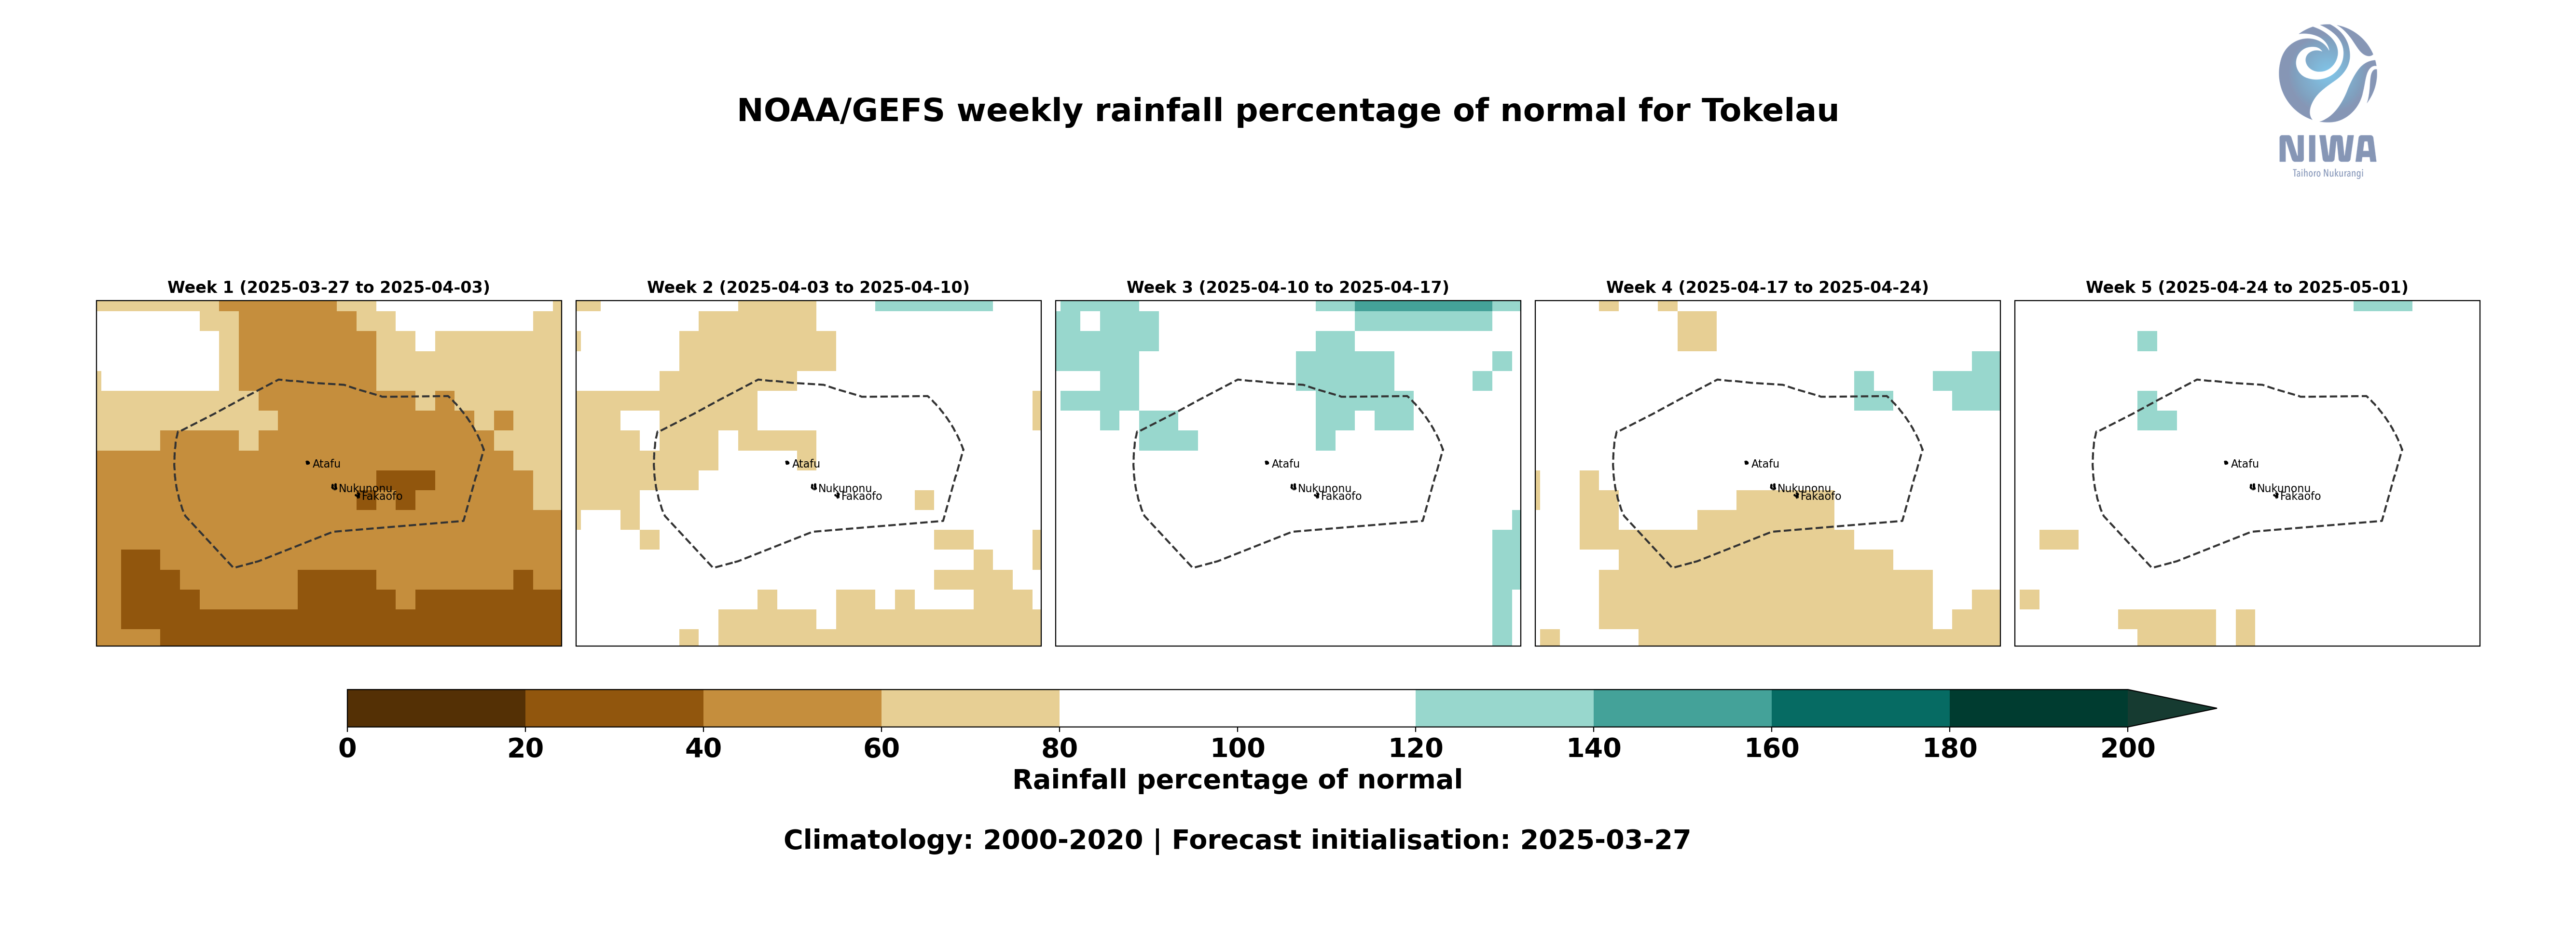 NOAA/GEFS weekly rainfall percentage of normal for Tokelau
NIWA
Taihoro Nukurangi
Week 1 (2025-03-27 to 2025-04-03)
Week 2 (2025-04-03 to 2025-04-10)
Week 3 (2025-04-10 to 2025-04-17)
Week 4 (2025-04-17 to 2025-04-24)
Week 5 (2025-04-24 to 2025-05-01)
Atafu
Nukunonu
Fakaofo
Atafu
Nukunonu
Fakaofo
Atafu
Nukunonu
Fakaofo
Atafu
Nukunonu
Fakaofo
Atafu
Nukunonu
Fakaofo
0 20 40 60 80 100 120 140 160 180 200
Rainfall percentage of normal
Climatology: 2000-2020 | Forecast initialisation: 2025-03-27